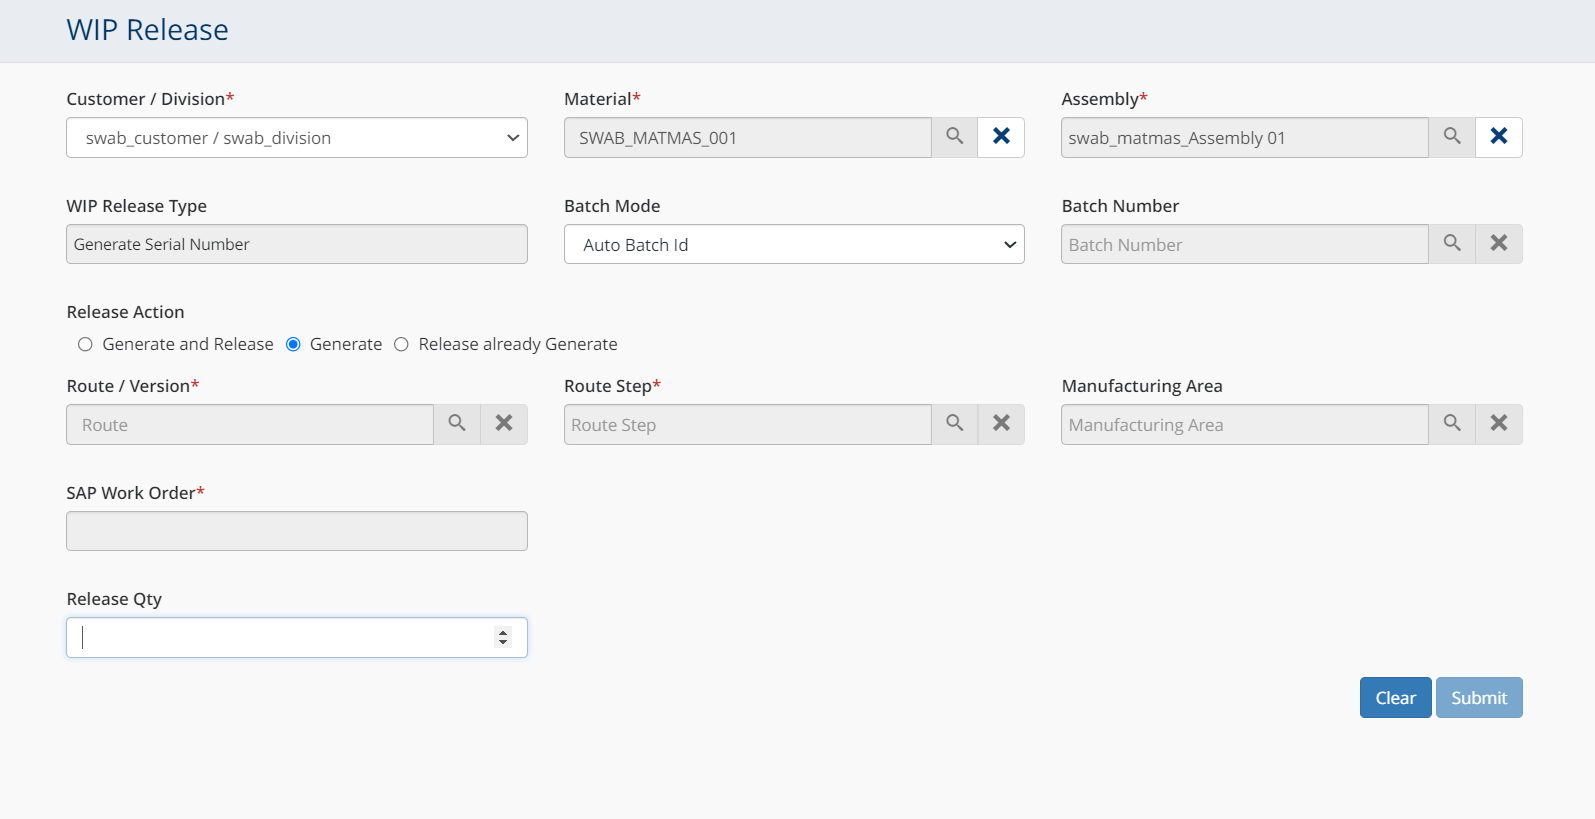 WIP Release
Customer / Division* Material* Assembly*
swab_customer / swab_division SWAB_MATMAS_001 swab_matmas_Assembly 01
WIP Release Type Batch Mode Batch Number
Generate Serial Number Auto Batch Id Batch Number
Release Action
Generate and Release Generate Release already Generate
Route / Version* Route Step* Manufacturing Area
Route Route Step Manufacturing Area
SAP Work Order*
Release Qty
Clear Submit